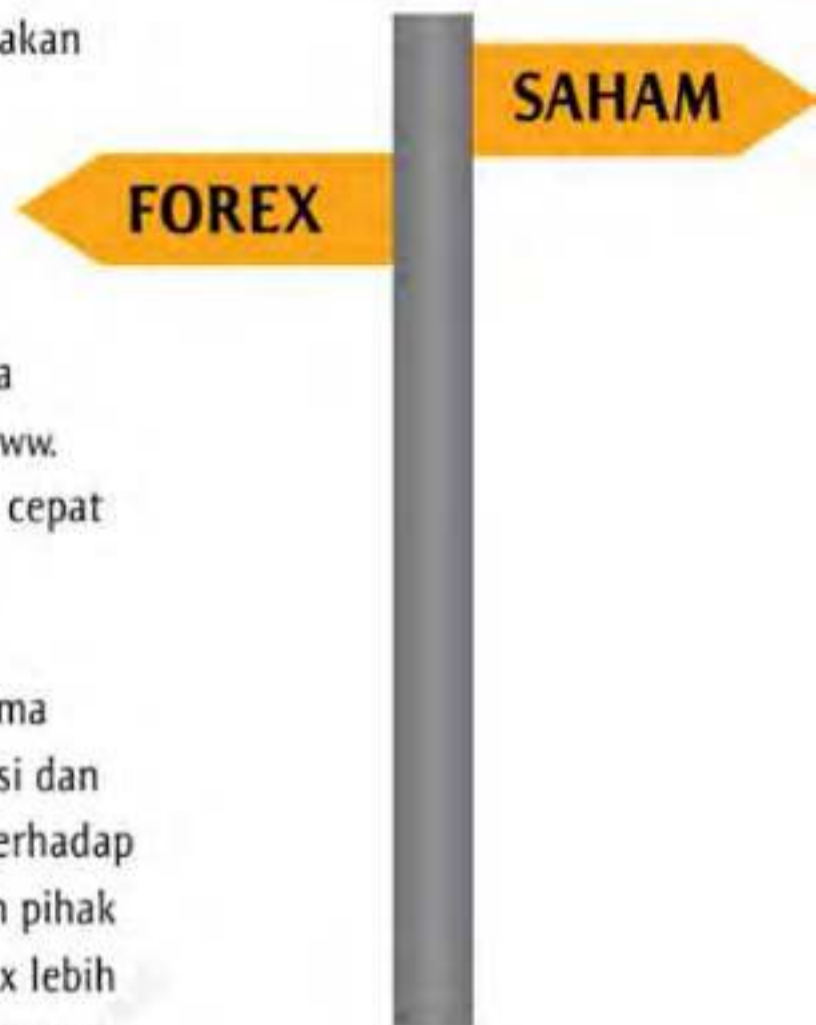 akan
SAHAM
FOREX
a
ww.
cepat
ma
si dan
erhadap
n pihak
x lebih